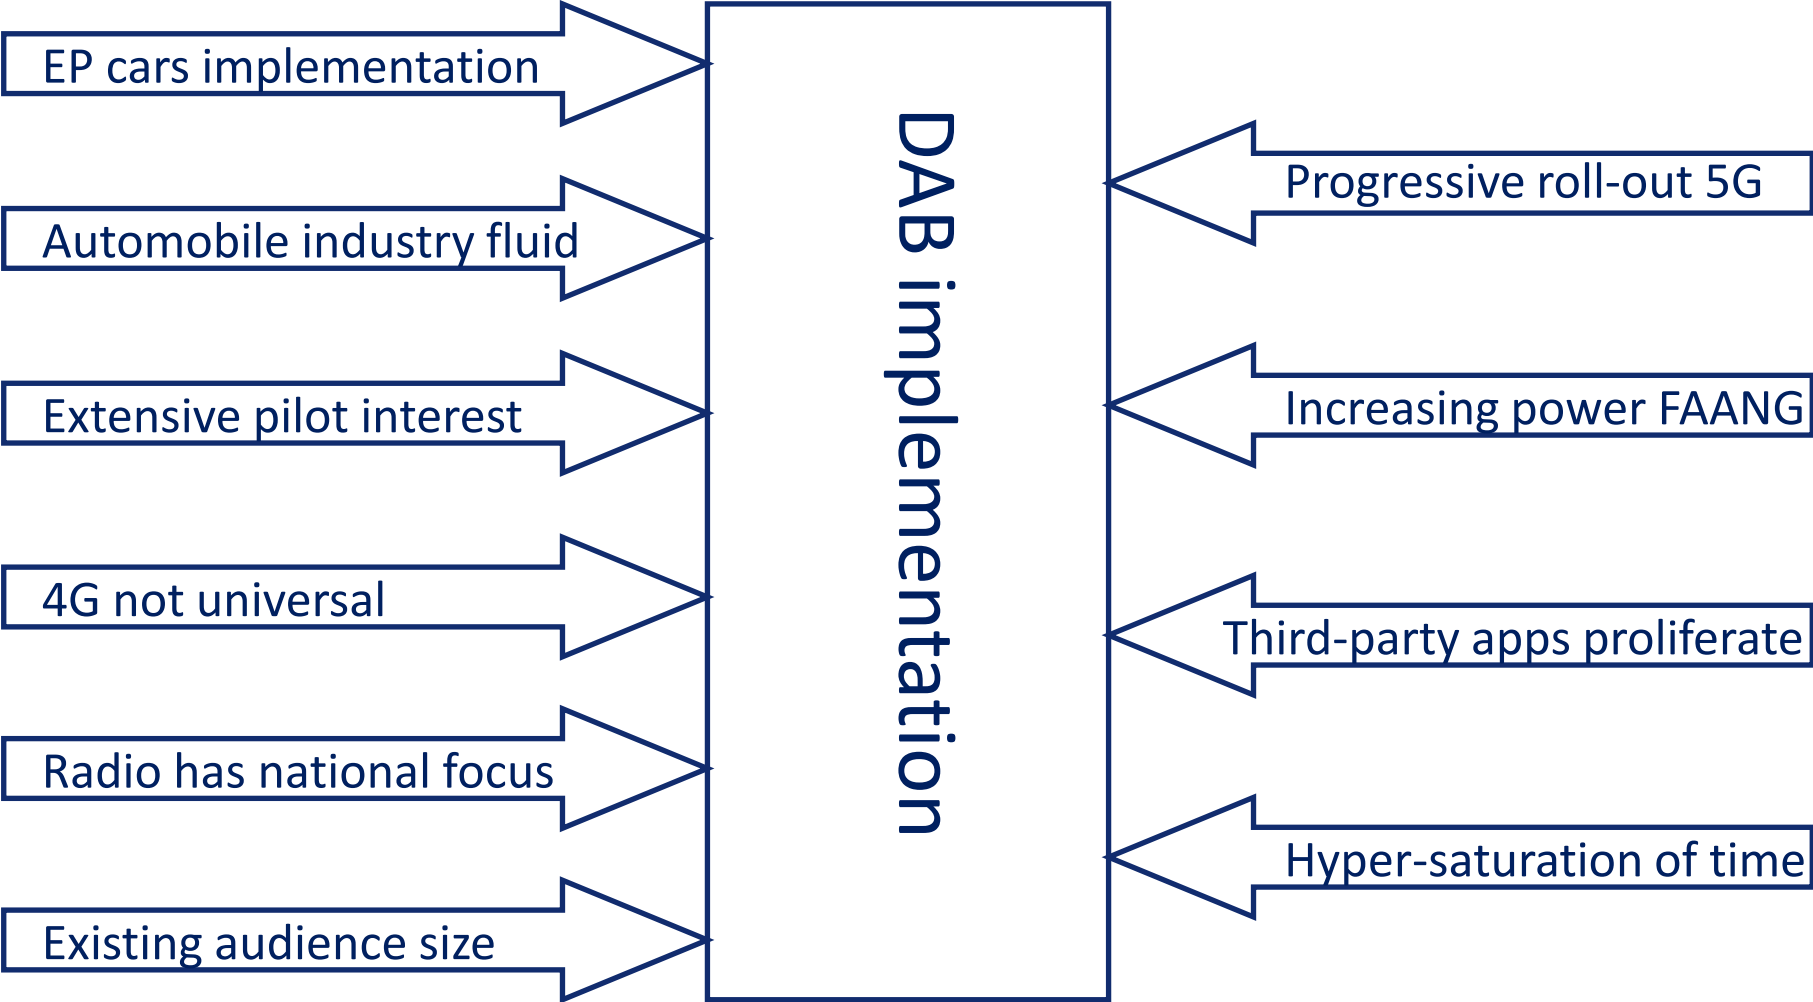 EP cars implementation
Automobile industry fluid
Extensive pilot interest
4G not universal
Radio has national focus
Existing audience size
DAB implementation
Progressive roll-out 5G
Increasing power FAANG
Third-party apps proliferate
Hyper-saturation of time